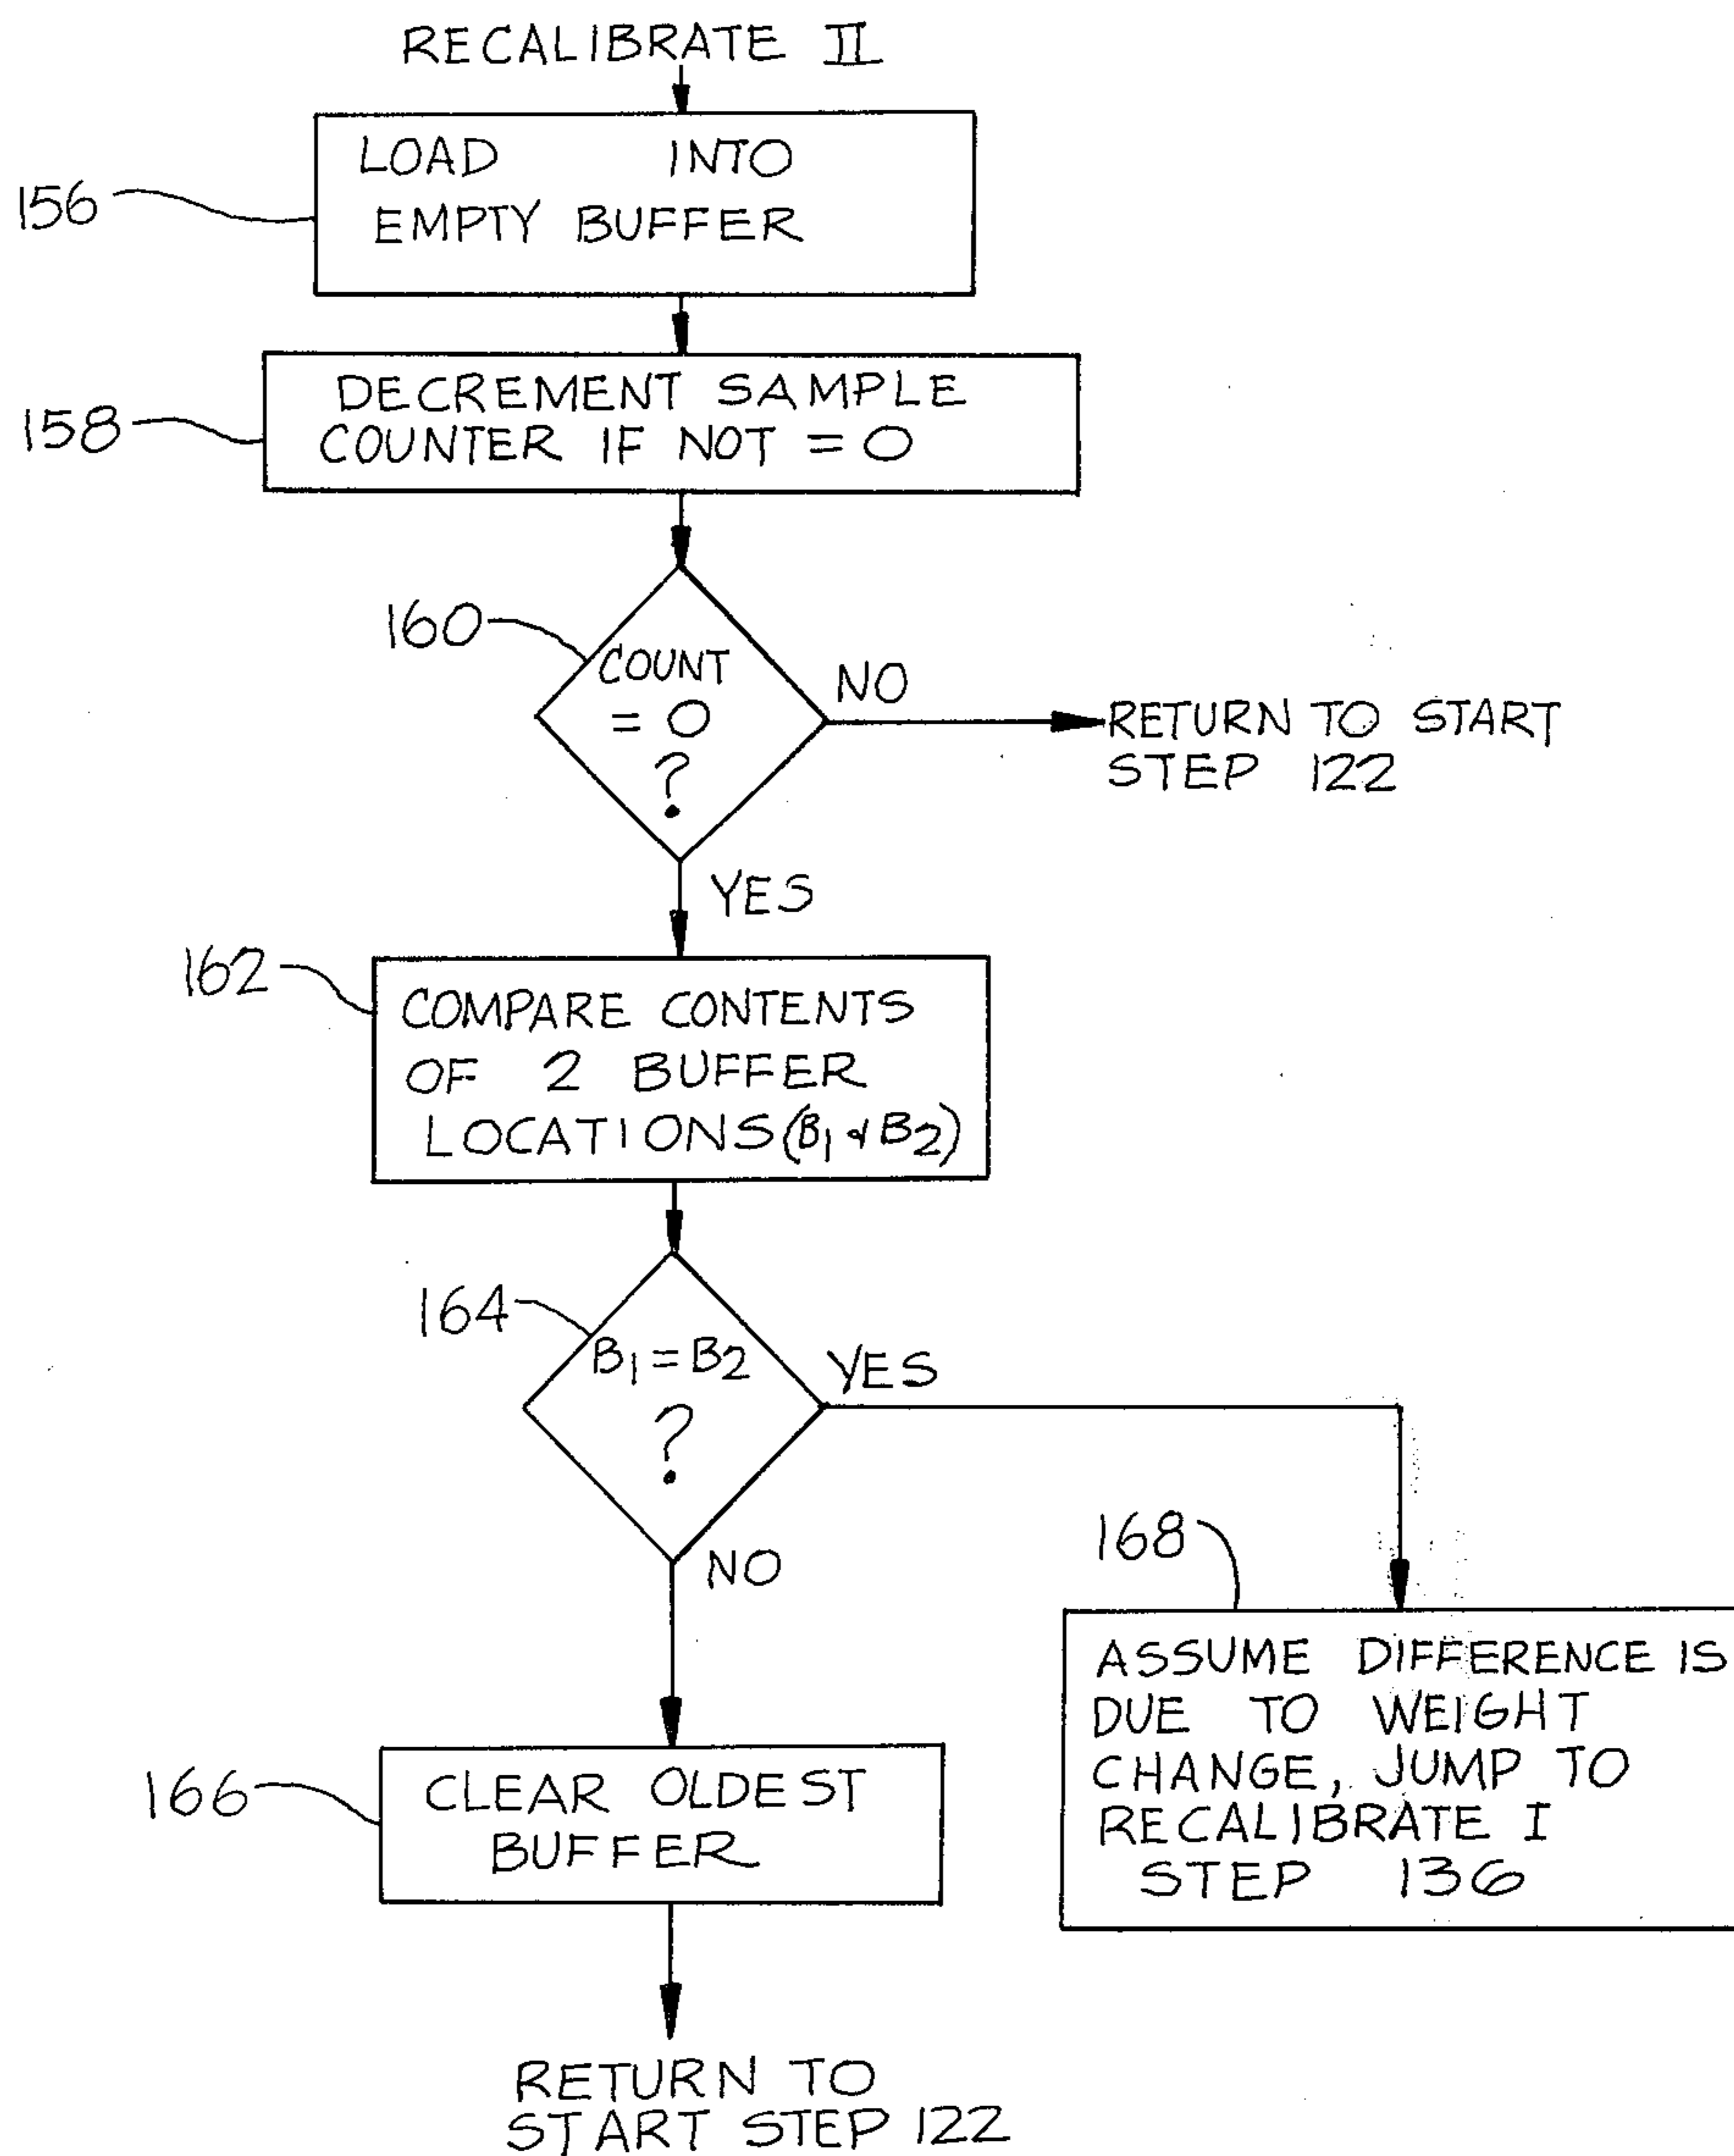 RECALIBRATE II
LOAD INTO
EMPTY BUFFER
156
DECREMENT SAMPLE
COUNTER IF NOT = 0
158
160
COUNT
= 0
?
NO
RETURN TO START
STEP 122
YES
162
COMPARE CONTENTS
OF 2 BUFFER
LOCATIONS (B1 & B2)
164
B1 = B2
?
YES
NO
168
ASSUME DIFFERENCE IS
DUE TO WEIGHT
CHANGE, JUMP TO
RECALIBRATE I
STEP 136
166
CLEAR OLDEST
BUFFER
RETURN TO
START STEP 122